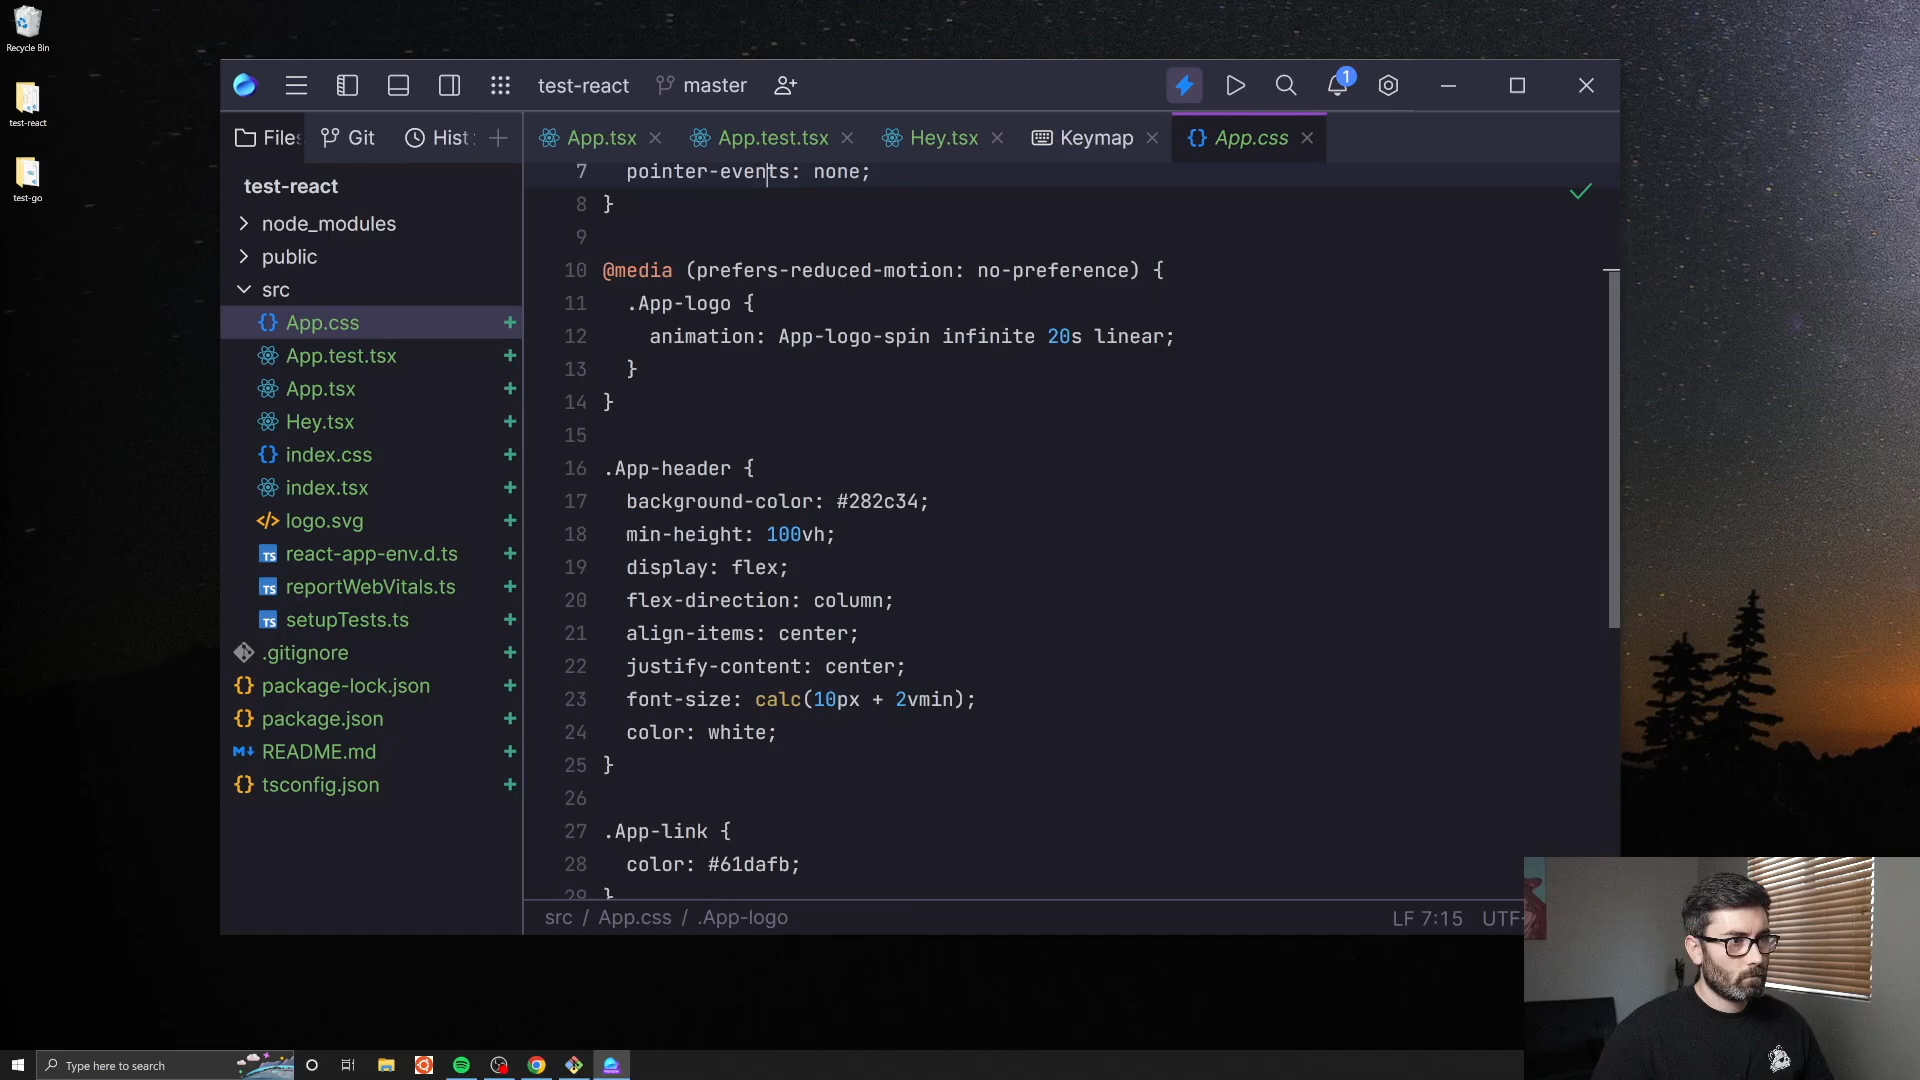 Recycle Bin
test-react
test-go
test-react
master
1
Files
Git
Hist
App.tsx
App.test.tsx
Hey.tsx
Keymap
{} App.css
test-react
node_modules
public
src
{} App.css
App.test.tsx
App.tsx
Hey.tsx
{} index.css
index.tsx
</> logo.svg
TS react-app-env.d.ts
TS reportWebVitals.ts
TS setupTests.ts
.gitignore
{} package-lock.json
{} package.json
M↓ README.md
{} tsconfig.json
7 pointer-events: none;
8 }
9
10 @media (prefers-reduced-motion: no-preference) {
11 .App-logo {
12 animation: App-logo-spin infinite 20s linear;
13 }
14 }
15
16 .App-header {
17 background-color: #282c34;
18 min-height: 100vh;
19 display: flex;
20 flex-direction: column;
21 align-items: center;
22 justify-content: center;
23 font-size: calc(10px + 2vmin);
24 color: white;
25 }
26
27 .App-link {
28 color: #61dafb;
29 }
src / App.css / .App-logo
LF 7:15 UTF-
Type here to search